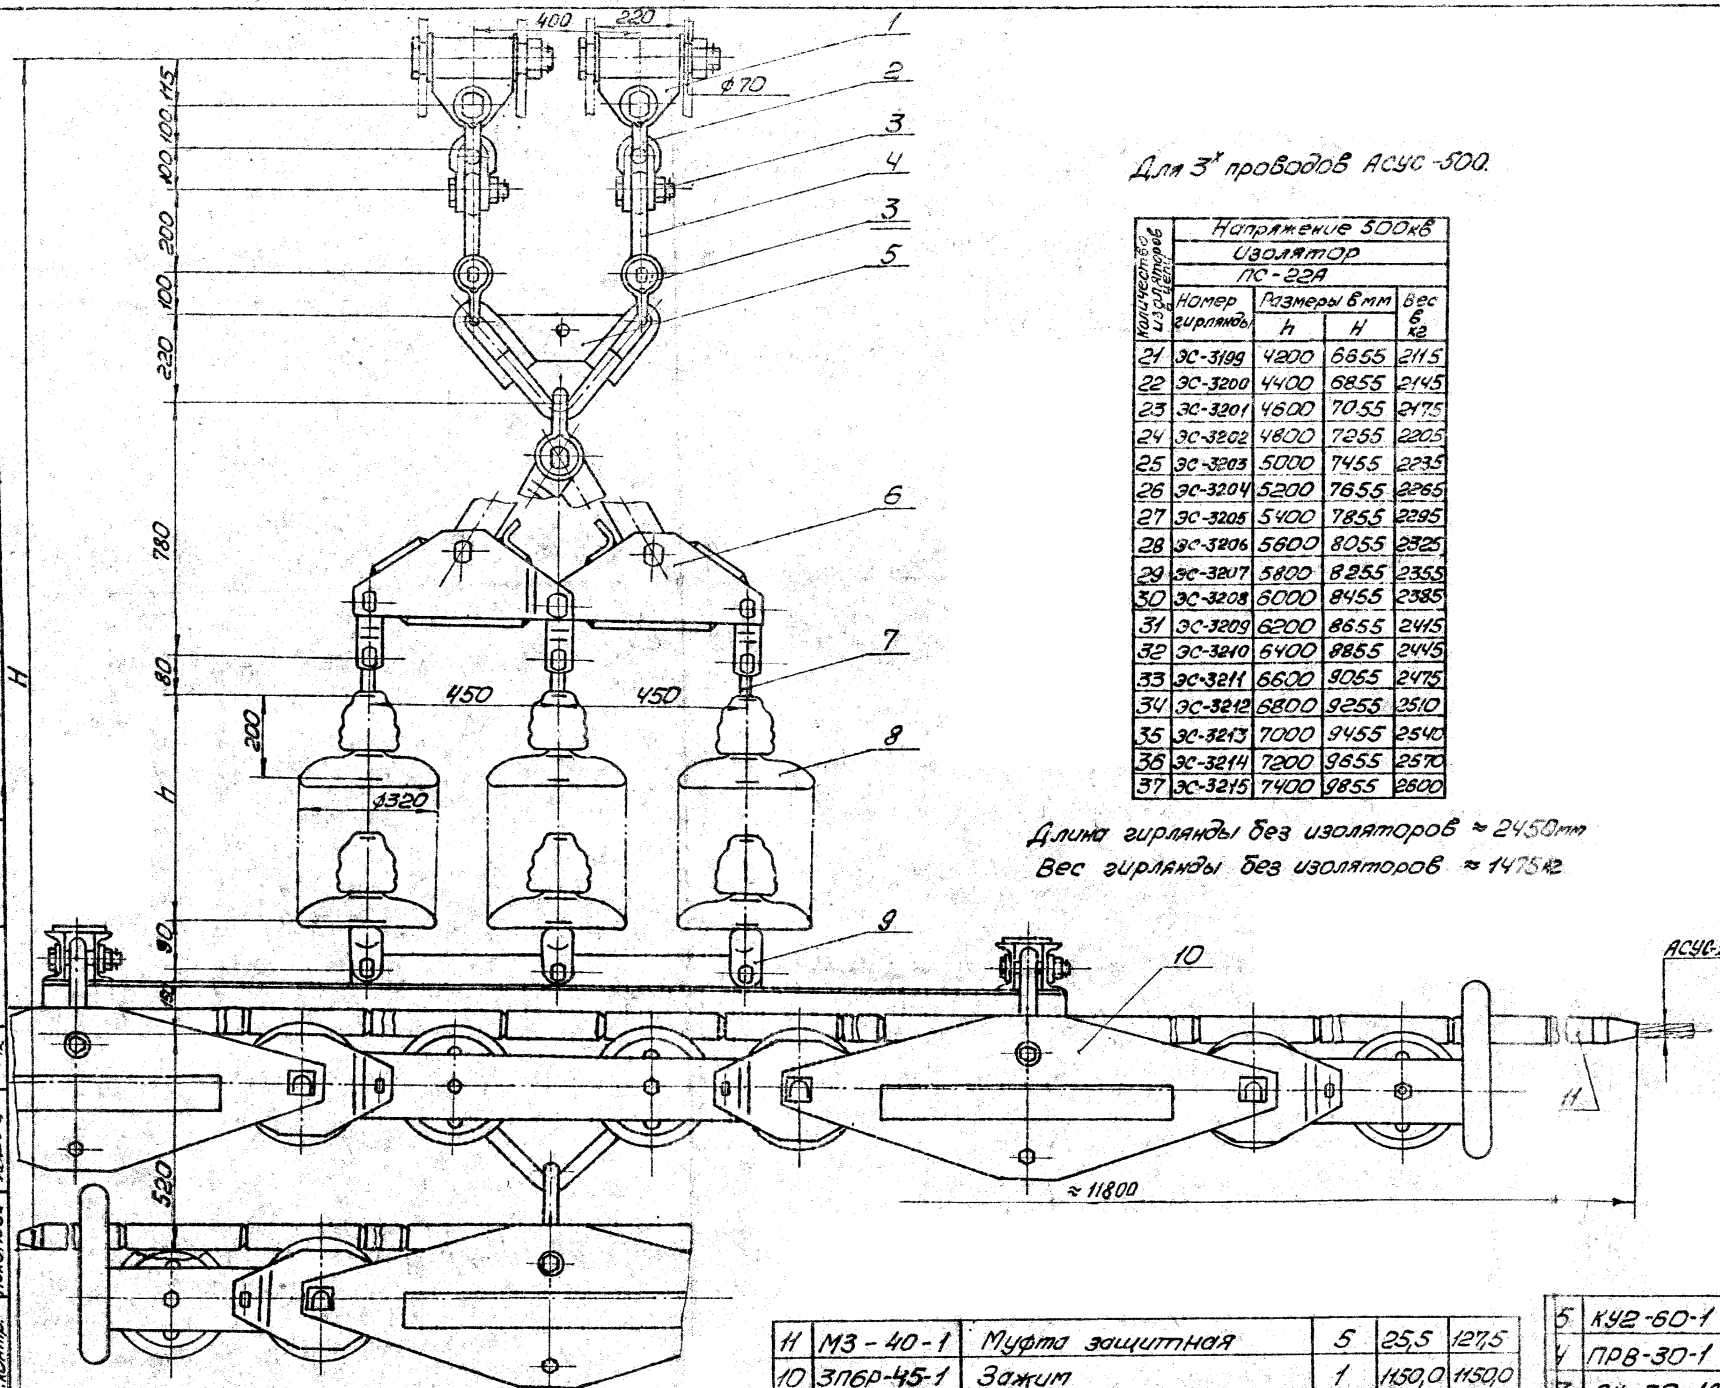 400
220
1
2
φ70
3
4
3
5
6
7
8
9
10
11
115
100
100
200
100
220
780
80
H
h
200
450
450
φ320
90
520
≈ 11800
Для 3х проводов АСУС-500.
Количество изоляторов в цепи
Напряжение 500кв
Изолятор
ПС-22А
Номер гирлянды
Размеры в мм
Вес в кг
h
H
21 ЭС-3199 4200 6655 2115
22 ЭС-3200 4400 6855 2145
23 ЭС-3201 4600 7055 2175
24 ЭС-3202 4800 7255 2205
25 ЭС-3203 5000 7455 2235
26 ЭС-3204 5200 7655 2265
27 ЭС-3205 5400 7855 2295
28 ЭС-3206 5600 8055 2325
29 ЭС-3207 5800 8255 2355
30 ЭС-3208 6000 8455 2385
31 ЭС-3209 6200 8655 2415
32 ЭС-3210 6400 8855 2445
33 ЭС-3211 6600 9055 2475
34 ЭС-3212 6800 9255 2510
35 ЭС-3213 7000 9455 2540
36 ЭС-3214 7200 9655 2570
37 ЭС-3215 7400 9855 2600
Длина гирлянды без изоляторов ≈ 2450мм
Вес гирлянды без изоляторов ≈ 1475кг
АСУС-
11 МЗ-40-1 Муфта защитная 5 25,5 127,5
10 3ПБР-45-1 Зажим 1 1150,0 1150,0
5 КУ2-60-1
4 ПРВ-30-1